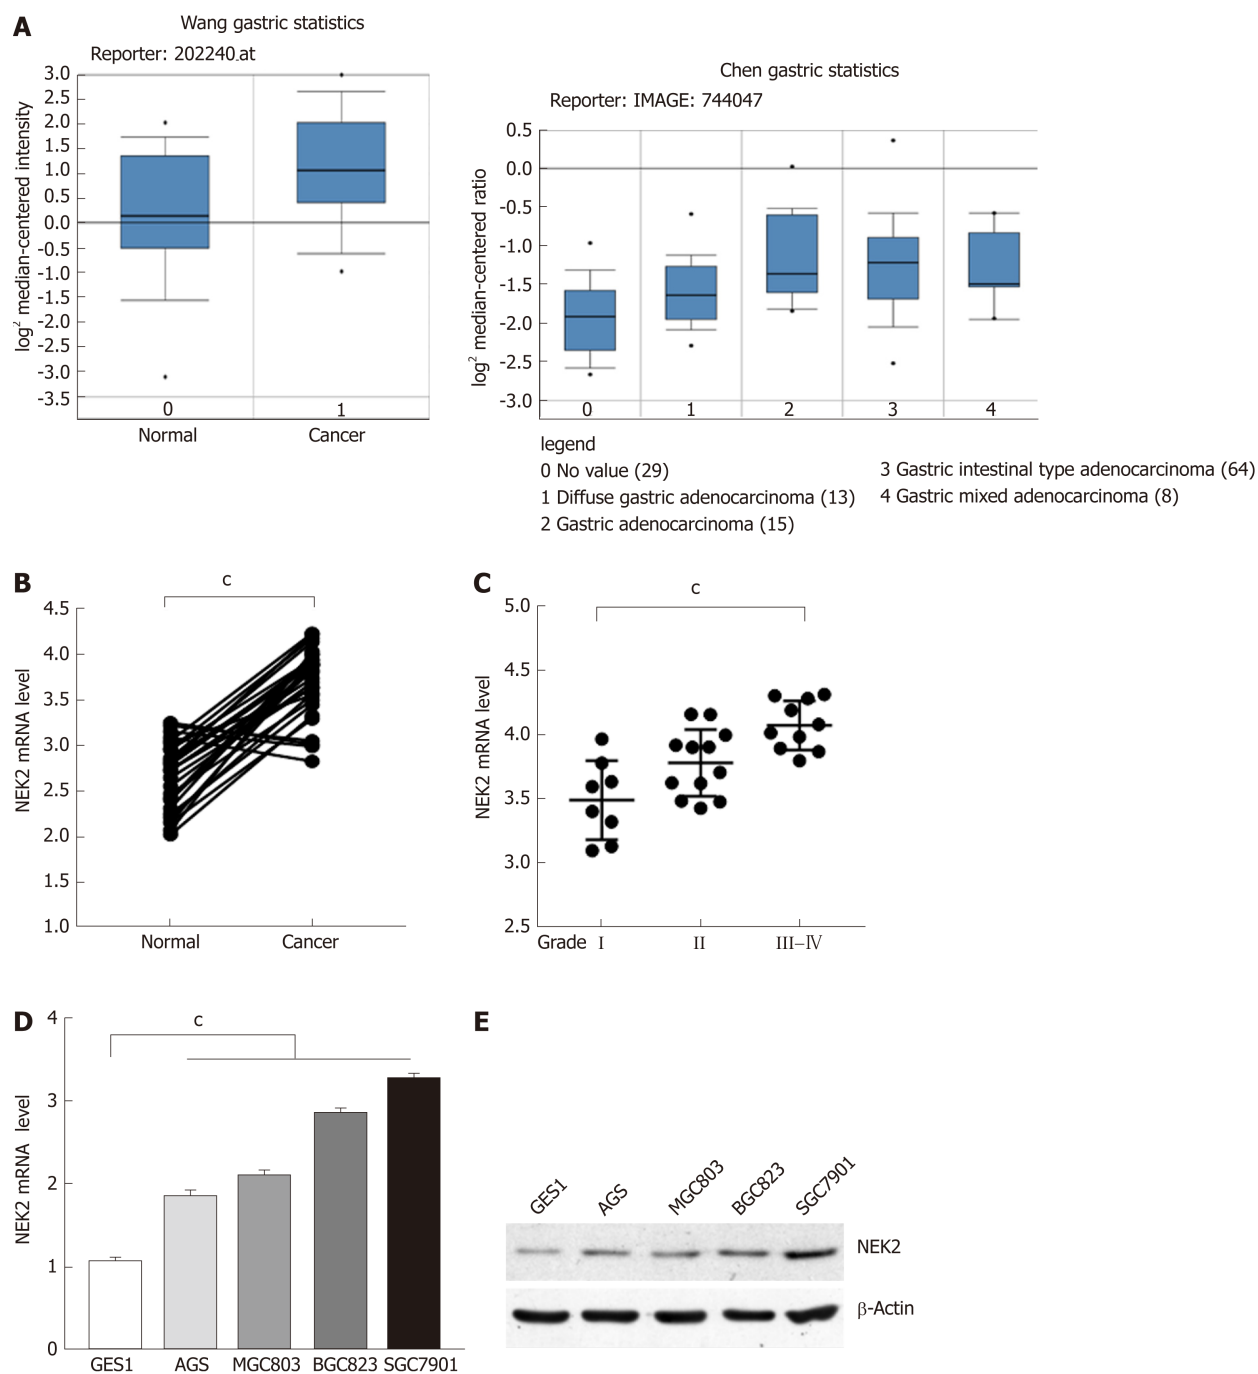 A
Wang gastric statistics
Reporter: 202240.at
log2 median-centered intensity
3.0
2.5
2.0
1.5
1.0
0.5
0.0
-0.5
-1.0
-1.5
-2.0
-2.5
-3.0
-3.5
0
1
Normal
Cancer
Chen gastric statistics
Reporter: IMAGE: 744047
log2 median-centered ratio
0.5
0.0
-0.5
-1.0
-1.5
-2.0
-2.5
-3.0
0
1
2
3
4
legend
0 No value (29)
1 Diffuse gastric adenocarcinoma (13)
2 Gastric adenocarcinoma (15)
3 Gastric intestinal type adenocarcinoma (64)
4 Gastric mixed adenocarcinoma (8)
B
c
NEK2 mRNA level
4.5
4.0
3.5
3.0
2.5
2.0
1.5
1.0
Normal
Cancer
C
c
NEK2 mRNA level
5.0
4.5
4.0
3.5
3.0
2.5
Grade I II III–IV
D
c
NEK2 mRNA level
4
3
2
1
0
GES1 AGS MGC803 BGC823 SGC7901
E
GES1 AGS MGC803 BGC823 SGC7901
NEK2
β-Actin